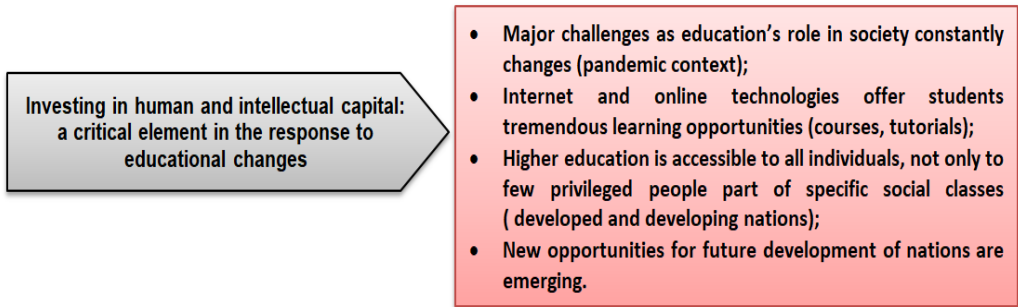 Investing in human and intellectual capital:
a critical element in the response to
educational changes
• Major challenges as education's role in society constantly
changes (pandemic context);
• Internet and online technologies offer students
tremendous learning opportunities (courses, tutorials);
• Higher education is accessible to all individuals, not only to
few privileged people part of specific social classes
( developed and developing nations);
• New opportunities for future development of nations are
emerging.